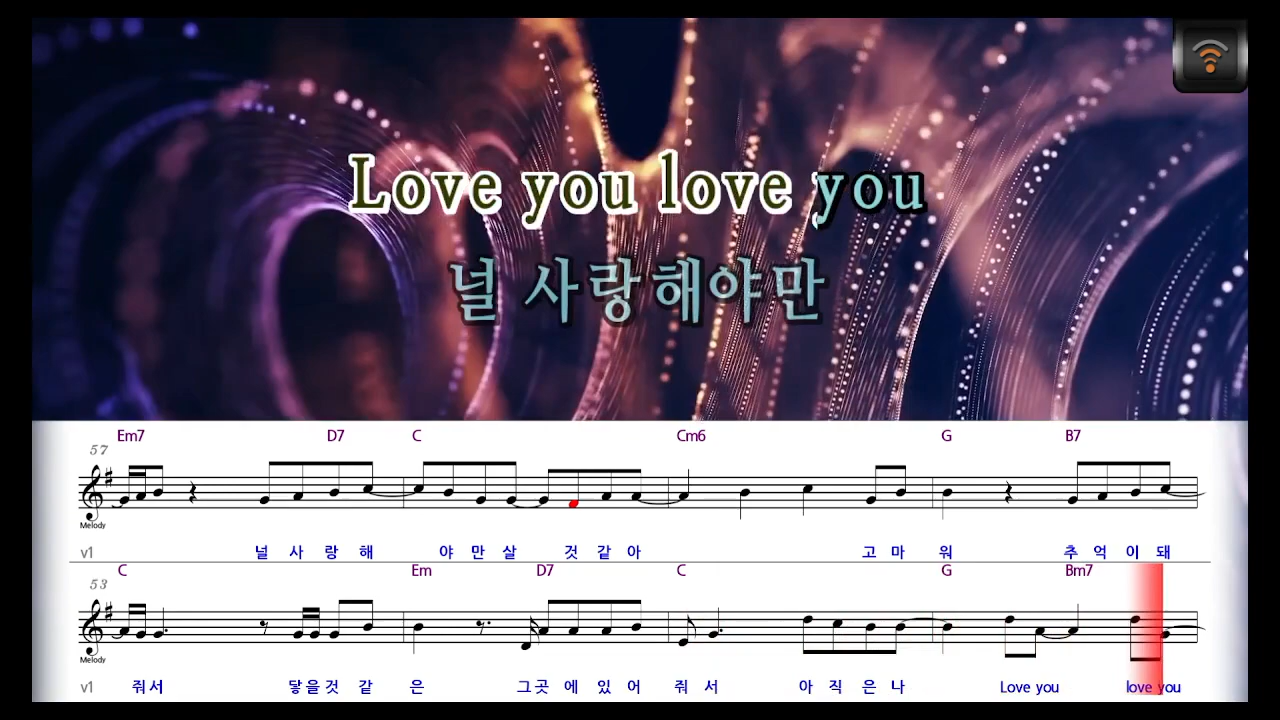 Love you love you
널 사랑해야만
Em7 D7 C Cm6 G B7
57
Melody
v1 널 사 랑 해 야 만 살 것 같 아 고 마 워 추 억 이 돼
C Em D7 C G Bm7
53
Melody
v1 줘 서 닿 을 것 같 은 그 곳 에 있 어 줘 서 아 직 은 나 Love you love you